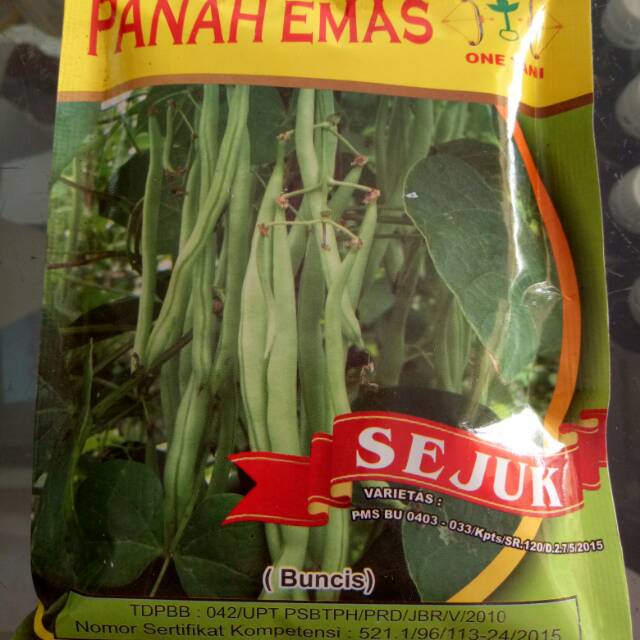 PANAH EMAS
ONE TANI
SEJUK
VARIETAS :
PMS BU 0403 - 033/Kpts/SR.120/D.2.7/5/2015
( Buncis)
TDPBB : 042/UPT PSBTPH/PRD/JBR/V/2010
Nomor Sertifikat Kompetensi : 521.1/96/113-24/2015